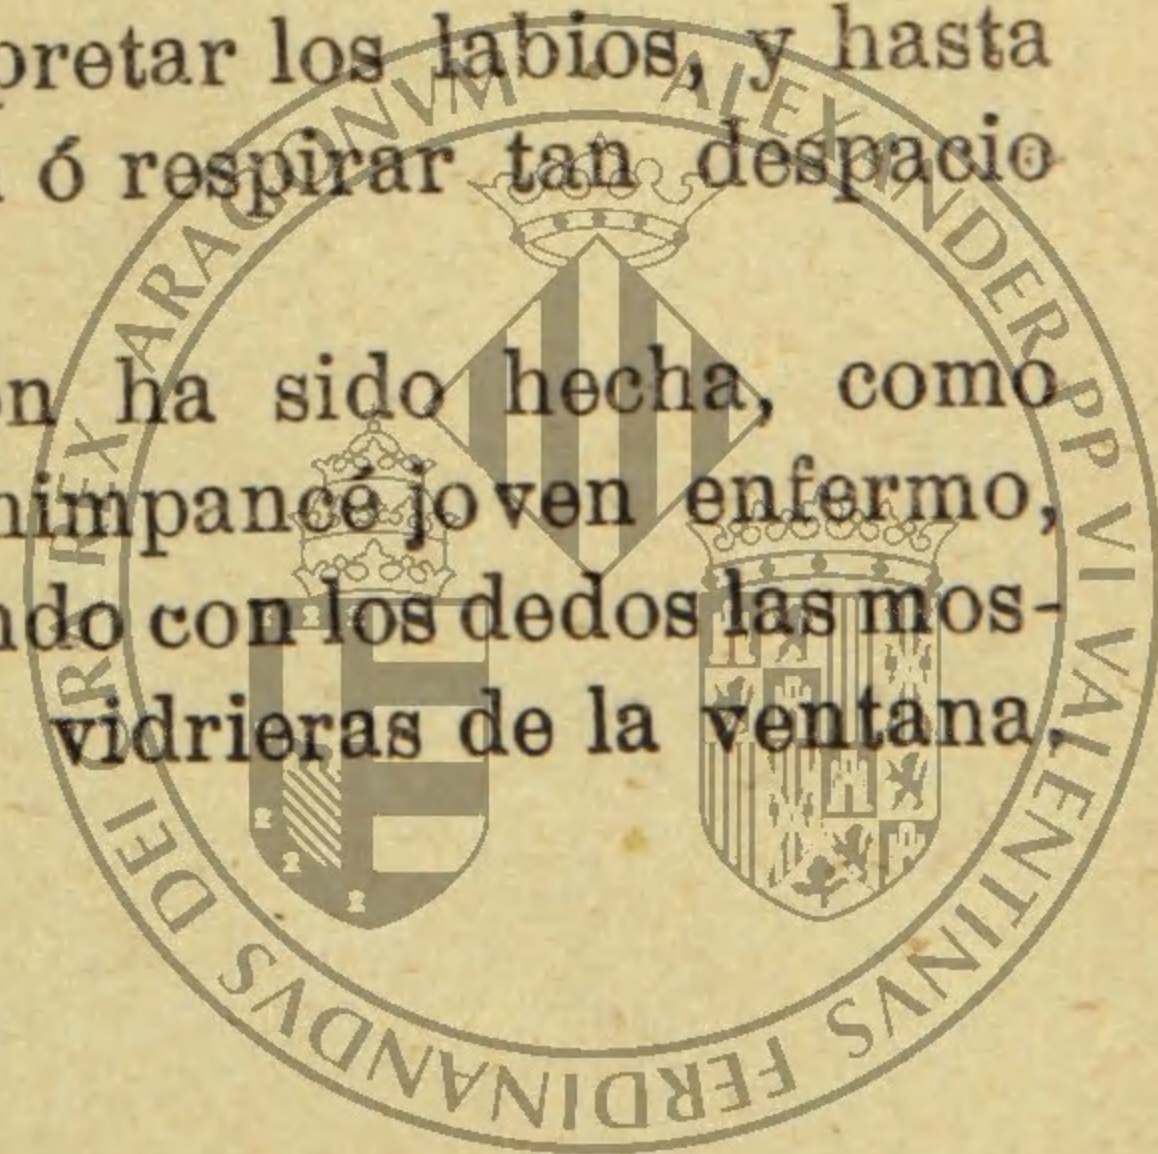 pretar los labios, y hasta
ó respirar tan despacio
ha sido hecha, como
himpancé joven enfermo,
ndo con los dedos las mos-
vidrieras de la ventana,
ALEXANDER PP VI VALENTINVS FERDINANDVS DEI GRA REX ARAGONVM